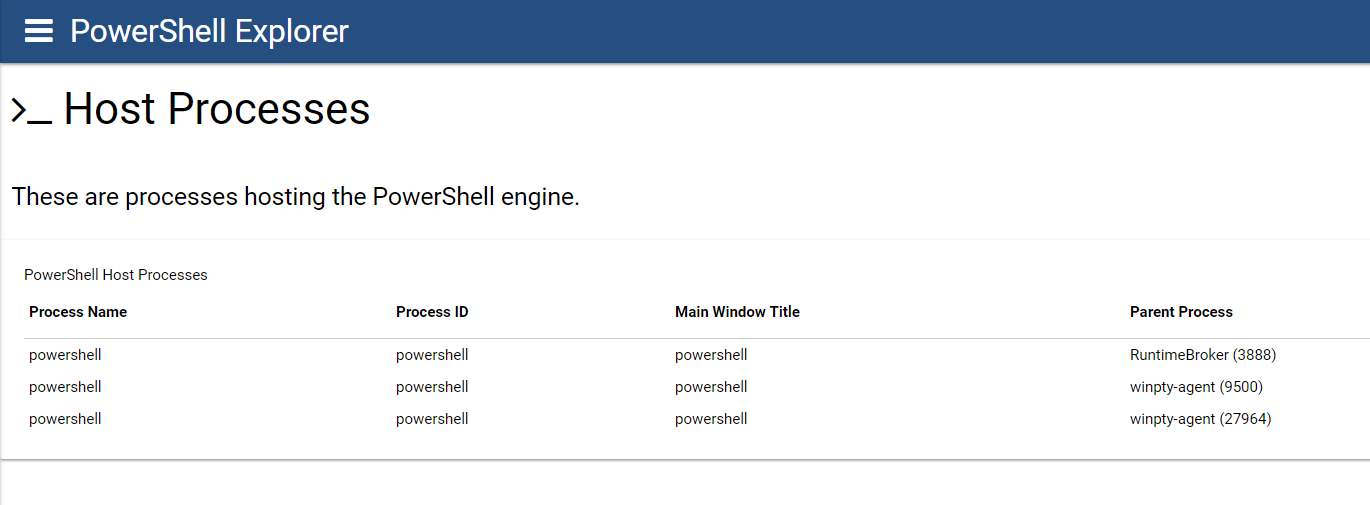 PowerShell Explorer
Host Processes
These are processes hosting the PowerShell engine.
PowerShell Host Processes
Process Name Process ID Main Window Title Parent Process
powershell powershell powershell RuntimeBroker (3888)
powershell powershell powershell winpty-agent (9500)
powershell powershell powershell winpty-agent (27964)